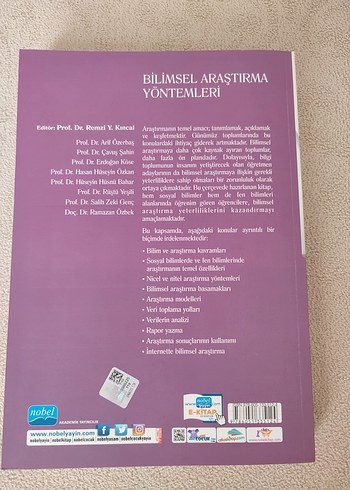 BİLİMSEL ARAŞTIRMA
YÖNTEMLERİ
Editör: Prof. Dr. Remzi Y. Kıncal
Prof. Dr. Arif Özerbaş
Prof. Dr. Çavuş Şahin
Prof. Dr. Erdoğan Köse
Prof. Dr. Hasan Hüseyin Özkan
Prof. Dr. Hüseyin Hüsnü Bahar
Prof. Dr. Rüştü Yeşil
Prof. Dr. Salih Zeki Genç
Doç. Dr. Ramazan Özbek
Araştırmanın temel amacı; tanımlamak, açıklamak
ve keşfetmektir. Günümüz toplumlarında bu
konulardaki ihtiyaç giderek artmaktadır. Bilimsel
araştırmaya daha çok kaynak ayıran toplumlar,
daha fazla ön plandadır. Dolayısıyla, bilgi
toplumunun insanını yetiştirecek olan öğretmen
adaylarının da bilimsel araştırmaya ilişkin gerekli
yeterliliklere sahip olmaları bir zorunluluk olarak
ortaya çıkmaktadır. Bu çerçevede hazırlanan kitap,
hem sosyal bilimler hem de fen bilimleri
alanlarında öğrenim gören öğrencilere, bilimsel
araştırma yeterliliklerini kazandırmayı
amaçlamaktadır.
Bu kapsamda, aşağıdaki konular ayrıntılı bir
biçimde irdelenmektedir:
• Bilim ve araştırma kavramları
• Sosyal bilimlerde ve fen bilimlerinde
araştırmanın temel özellikleri
• Nicel ve nitel araştırma yöntemleri
• Bilimsel araştırma basamakları
• Araştırma modelleri
• Veri toplama yolları
• Verilerin analizi
• Rapor yazma
• Araştırma sonuçlarının kullanımı
• İnternette bilimsel araştırma
nobel
AKADEMİK YAYINCILIK
www.nobelyayin.com
E-KİTAP